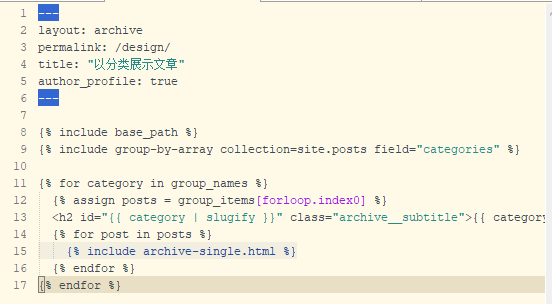 1 ---
2 layout: archive
3 permalink: /design/
4 title: "以分类展示文章"
5 author_profile: true
6 ---
7
8 {% include base_path %}
9 {% include group-by-array collection=site.posts field="categories" %}
10
11 {% for category in group_names %}
12 {% assign posts = group_items[forloop.index0] %}
13 <h2 id="{{ category | slugify }}" class="archive__subtitle">{{ category
14 {% for post in posts %}
15 {% include archive-single.html %}
16 {% endfor %}
17 {% endfor %}